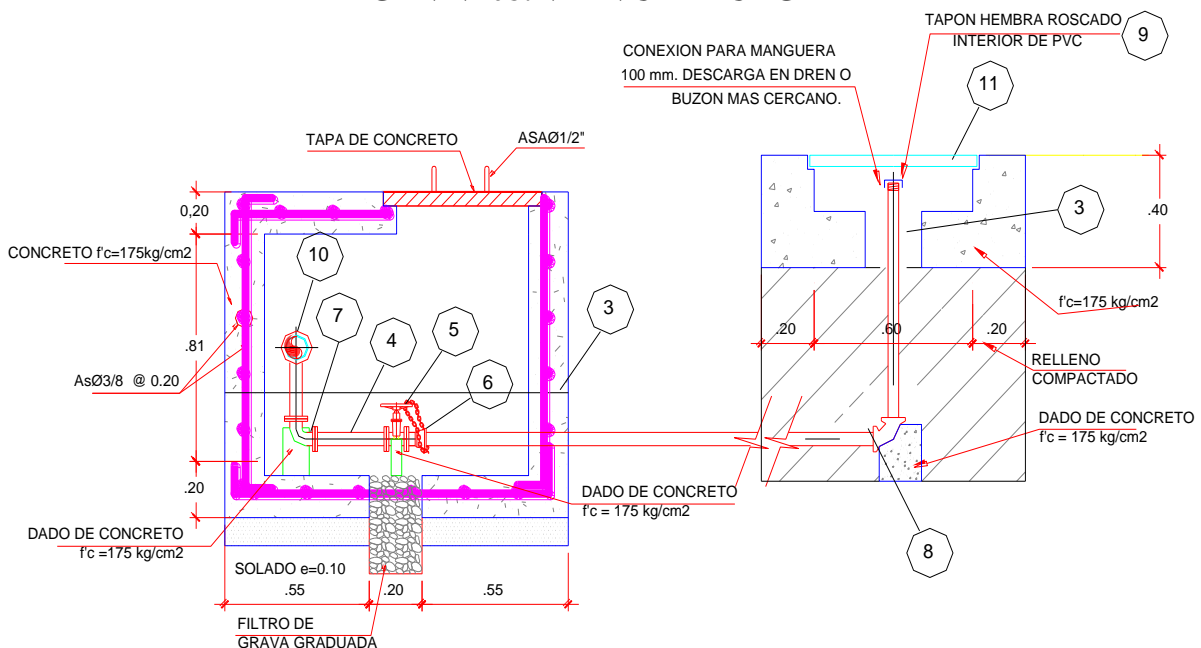 TAPON HEMBRA ROSCADO
INTERIOR DE PVC
9
CONEXION PARA MANGUERA
100 mm. DESCARGA EN DREN O
BUZON MAS CERCANO.
11
TAPA DE CONCRETO
ASAØ1/2"
0,20
CONCRETO f'c=175kg/cm2
10
7
4
5
6
3
.81
AsØ3/8 @ 0.20
.20
DADO DE CONCRETO
f'c =175 kg/cm2
DADO DE CONCRETO
f'c = 175 kg/cm2
SOLADO e=0.10
.55
.20
.55
FILTRO DE
GRAVA GRADUADA
3
.40
f'c=175 kg/cm2
.20
.60
.20
RELLENO
COMPACTADO
DADO DE CONCRETO
f'c = 175 kg/cm2
8